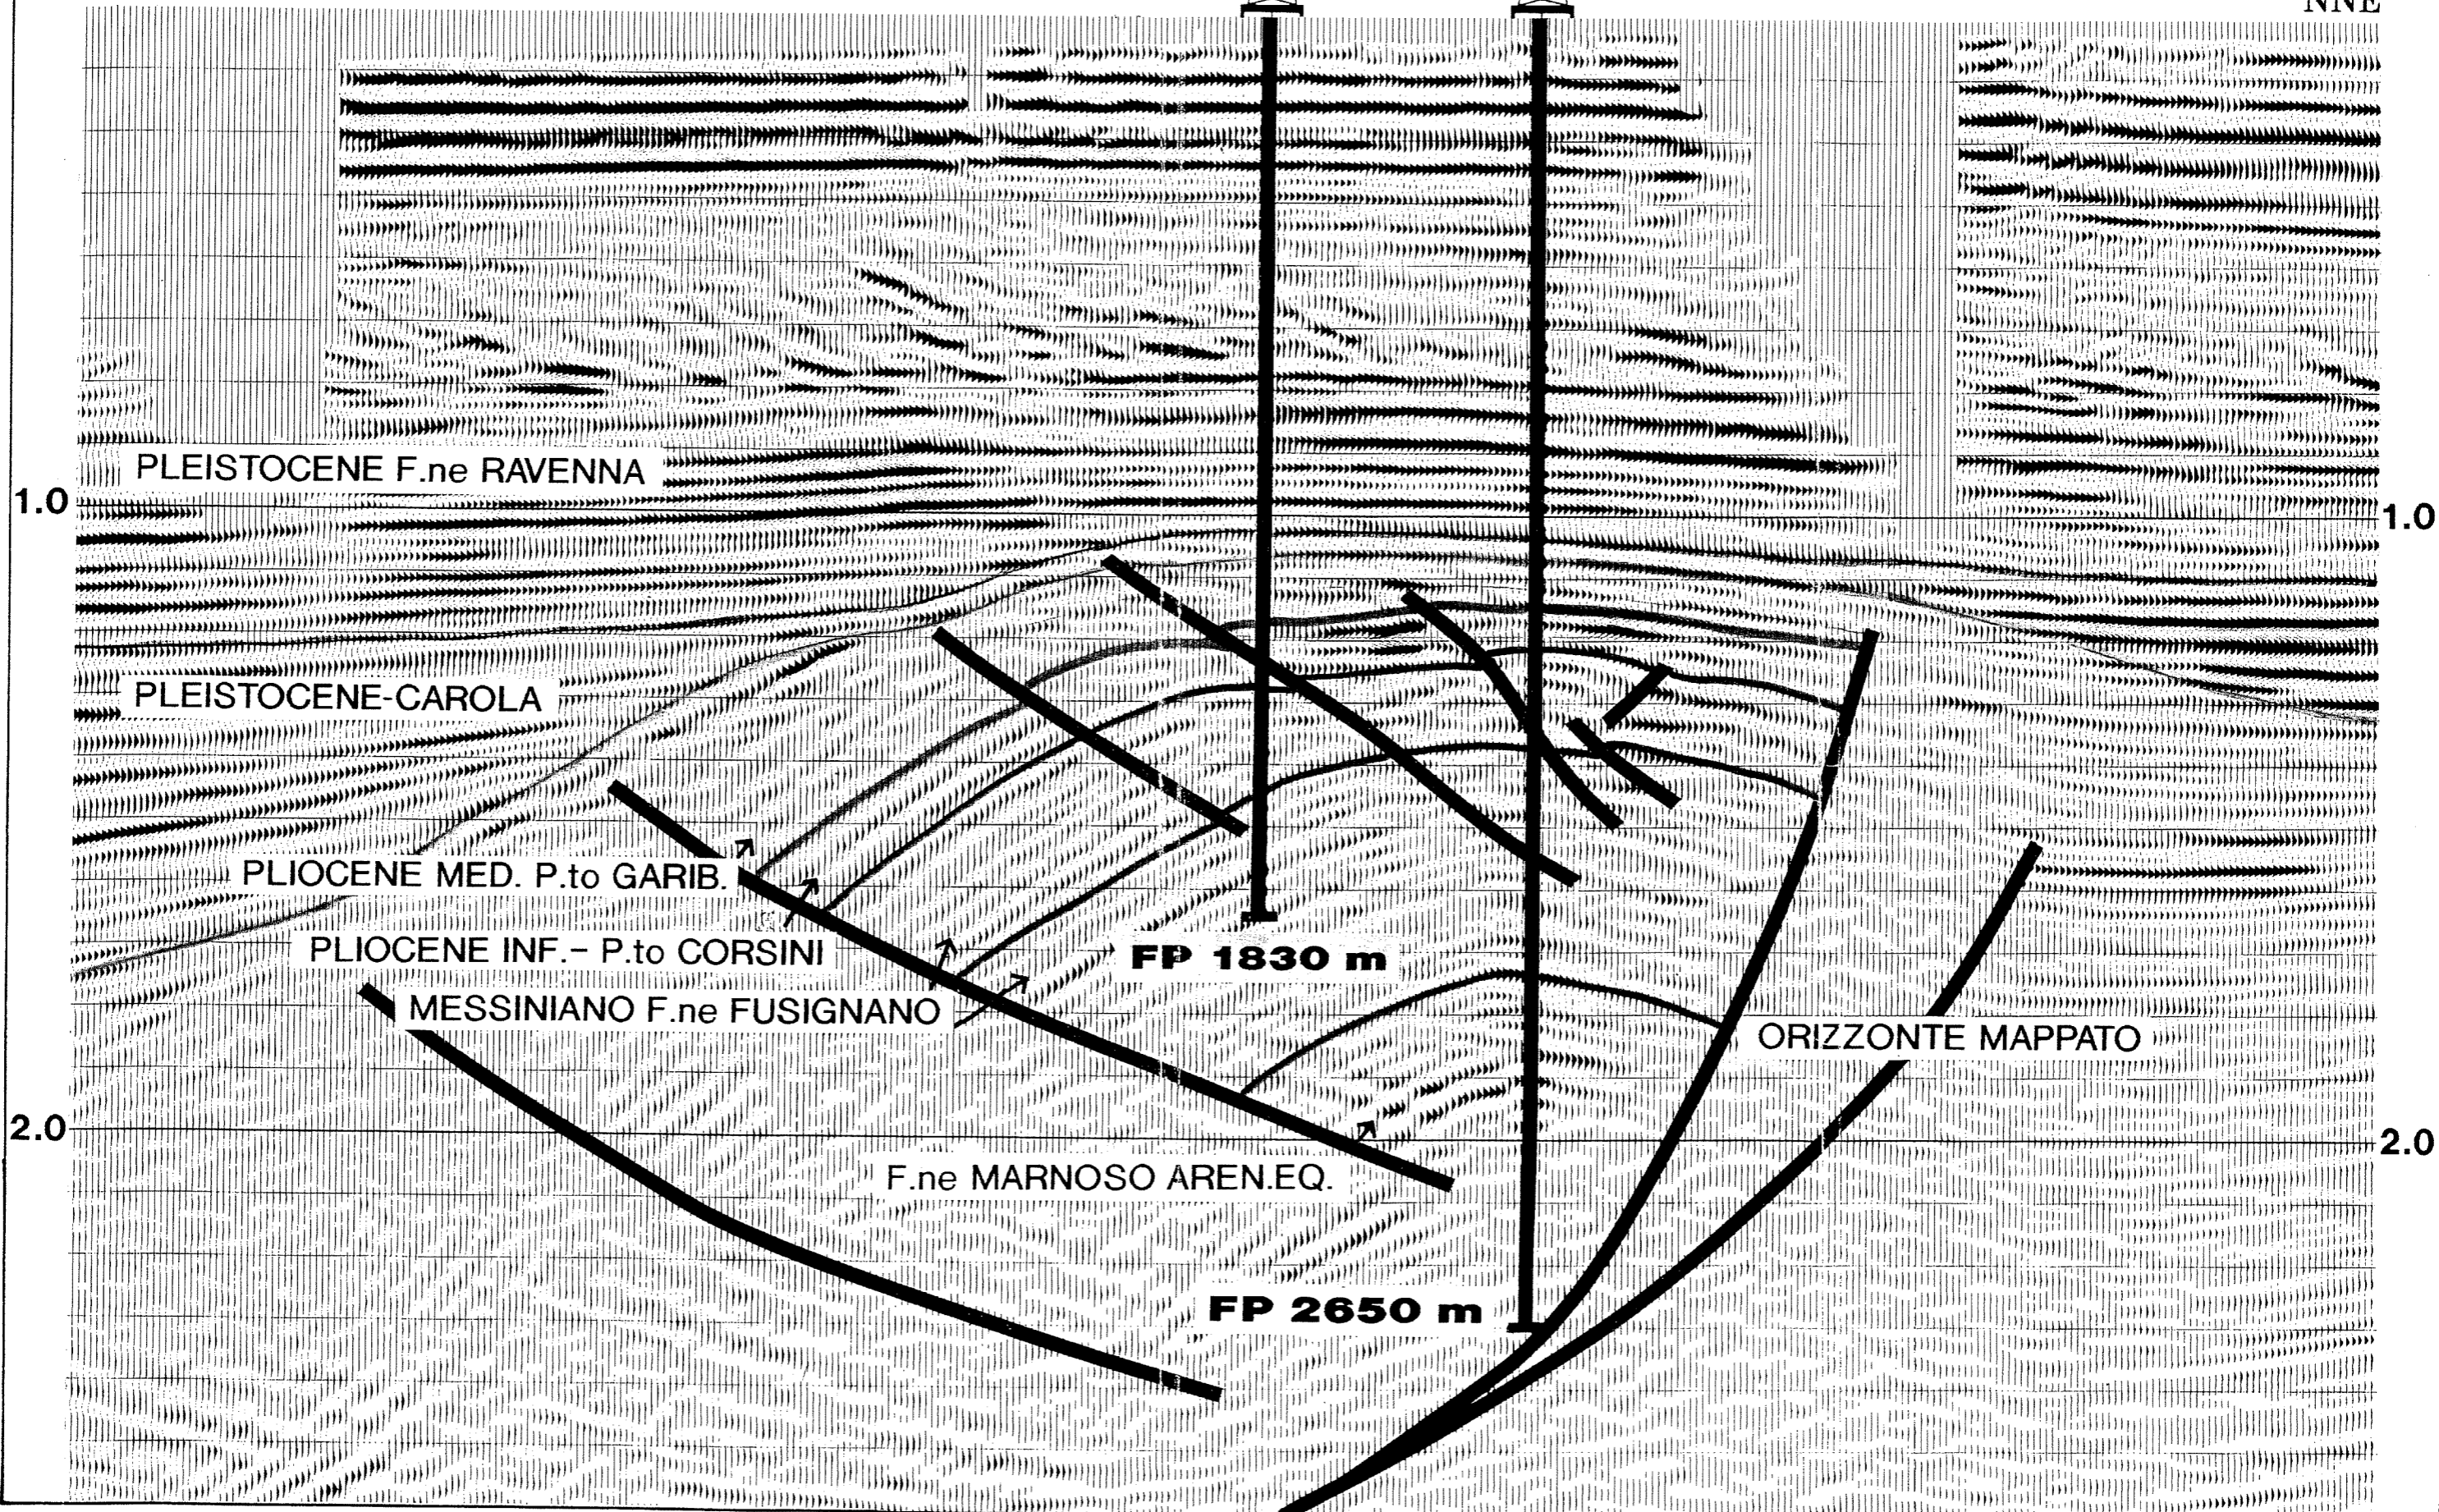 NNE
PLEISTOCENE F.ne RAVENNA
1.0
1.0
PLEISTOCENE-CAROLA
PLIOCENE MED. P.to GARIB.
PLIOCENE INF.- P.to CORSINI
FP 1830 m
MESSINIANO F.ne FUSIGNANO
ORIZZONTE MAPPATO
2.0
2.0
F.ne MARNOSO AREN.EQ.
FP 2650 m